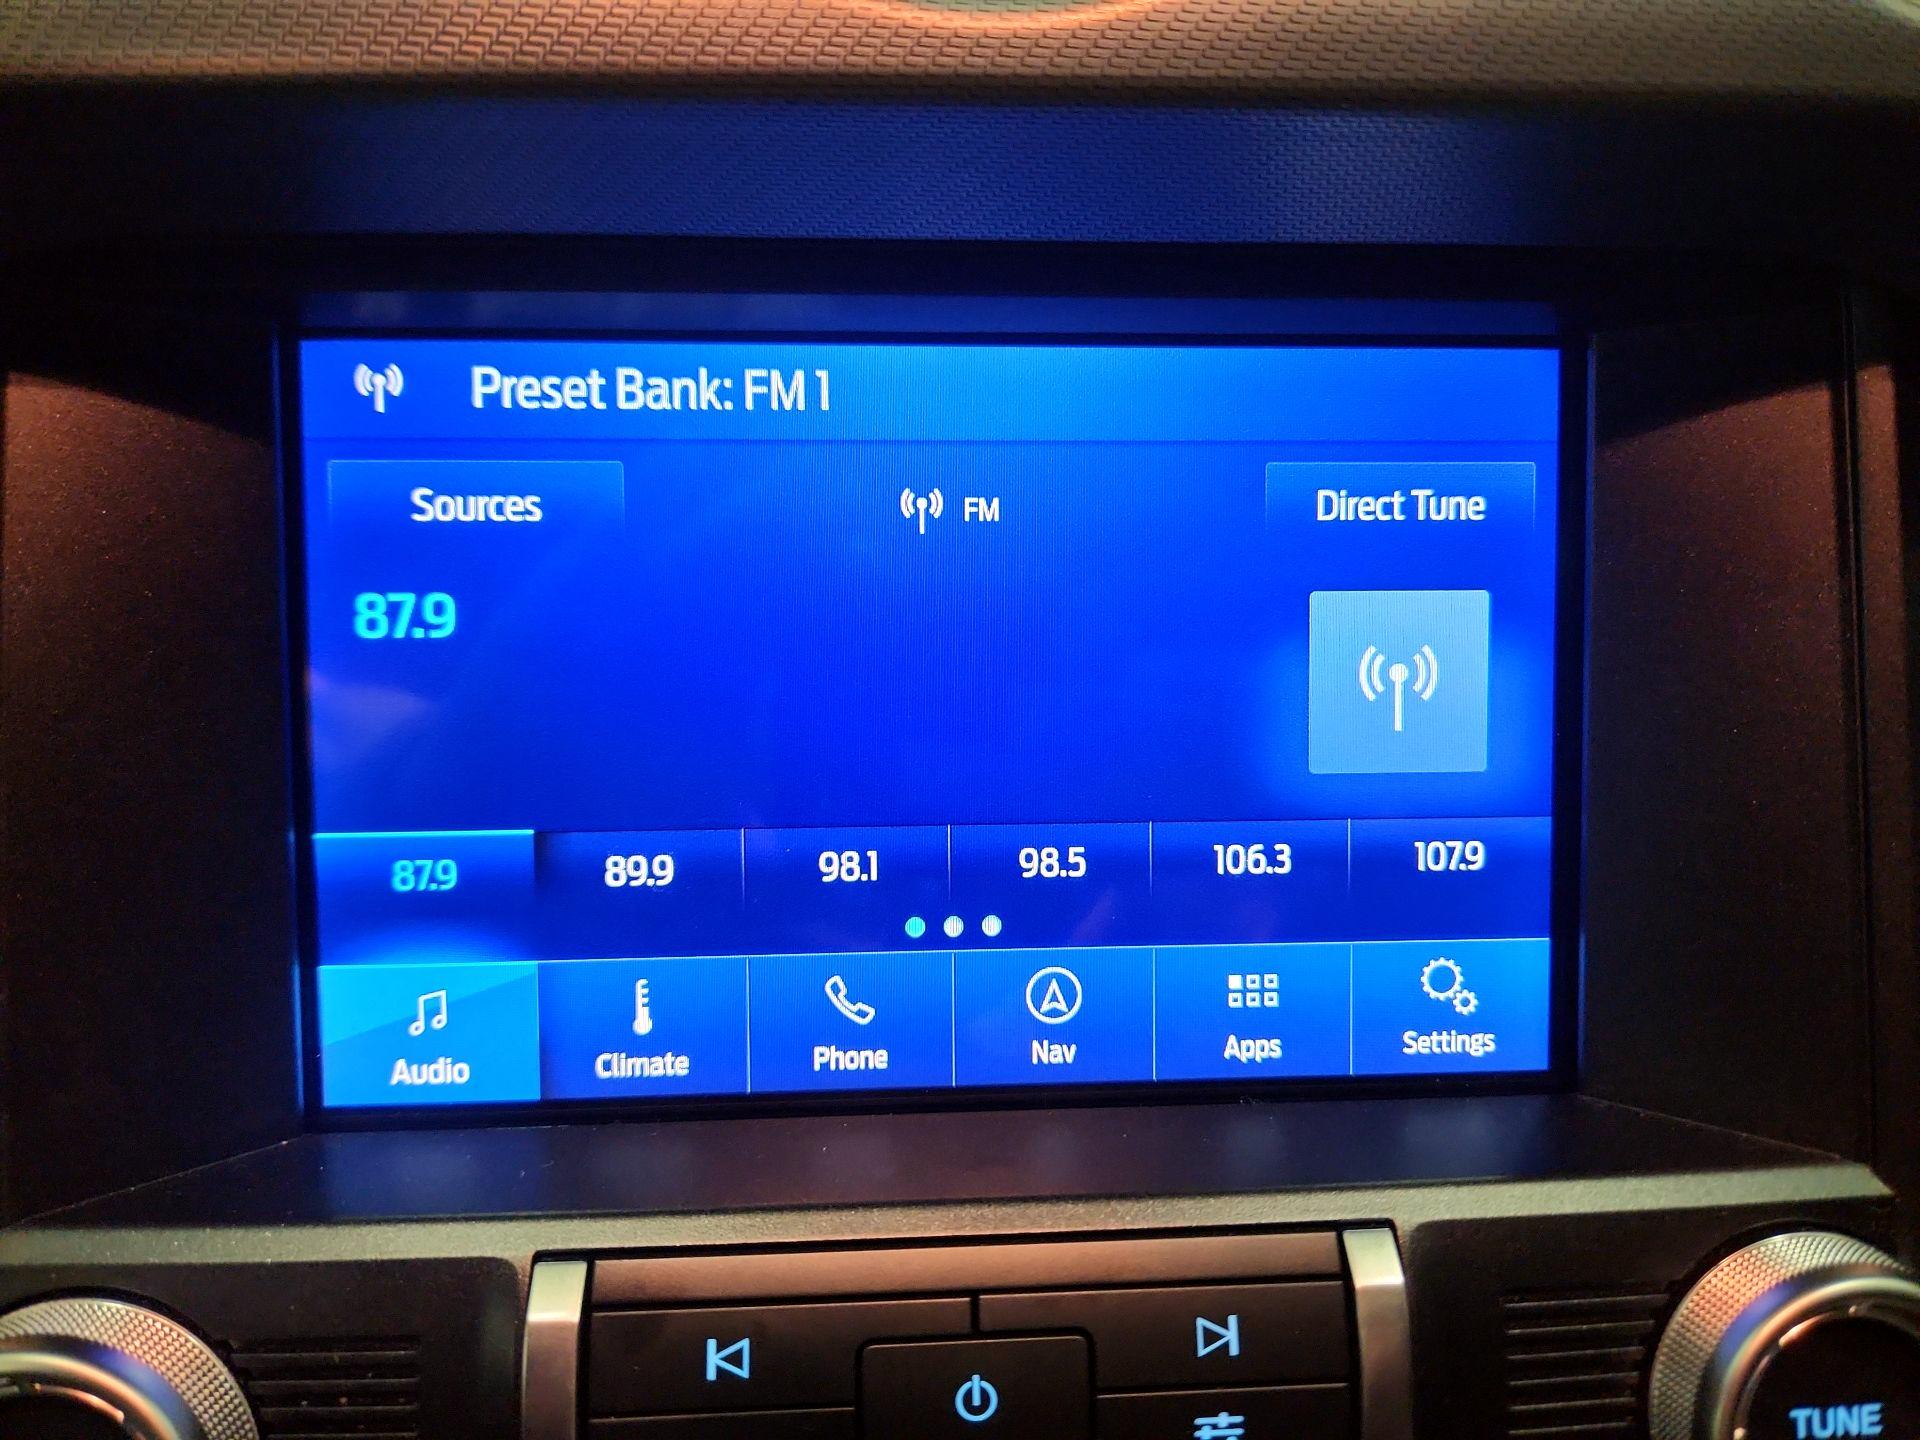 Preset Bank: FM 1
Sources
FM
Direct Tune
87.9
87.9 89.9 98.1 98.5 106.3 107.9
Audio Climate Phone Nav Apps Settings
TUNE